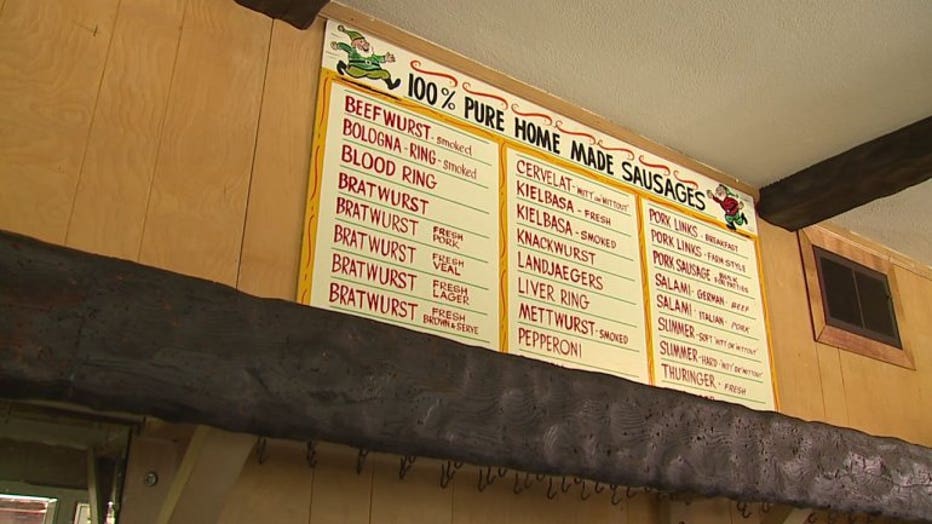 100% PURE HOME MADE SAUSAGES
BEEFWURST - smoked
BOLOGNA - RING - smoked
BLOOD RING
BRATWURST
BRATWURST FRESH PORK
BRATWURST FRESH VEAL
BRATWURST FRESH LAGER
BRATWURST FRESH BROWN & SERVE
CERVELAT - 'WITT' OR 'WITTOUT'
KIELBASA - FRESH
KIELBASA - SMOKED
KNACKWURST
LANDJAEGERS
LIVER RING
METTWURST - SMOKED
PEPPERONI
PORK LINKS - BREAKFAST
PORK LINKS - FARM STYLE
PORK SAUSAGE - BULK FOR PATTIES
SALAMI - GERMAN - BEEF
SALAMI - ITALIAN - PORK
SUMMER - SOFT 'WITT' OR 'WITTOUT'
SUMMER - HARD - 'WITT' OR 'WITTOUT'
THURINGER - FRESH